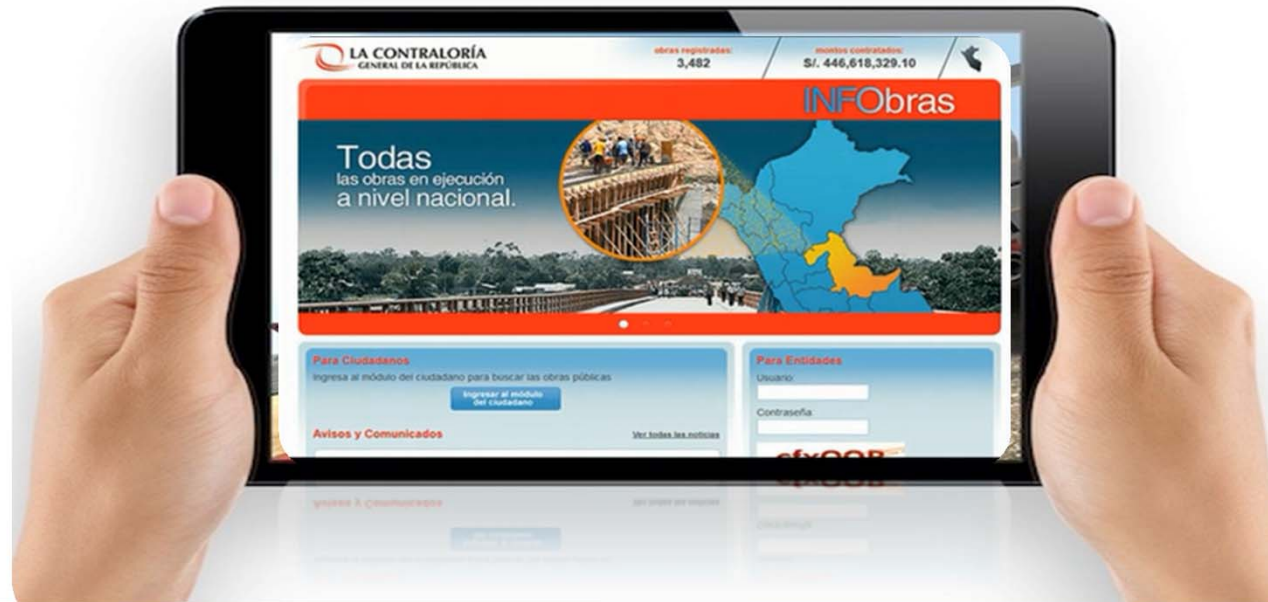 LA CONTRALORÍA
GENERAL DE LA REPÚBLICA
obras registradas:
3,482
montos contratados:
S/. 446,618,329.10
INFObras
Todas
las obras en ejecución
a nivel nacional.
Para Ciudadanos
Ingresa al módulo del ciudadano para buscar las obras públicas
Ingresar al módulo
del ciudadano
Avisos y Comunicados
Ver todas las noticias
Para Entidades
Usuario:
Contraseña: